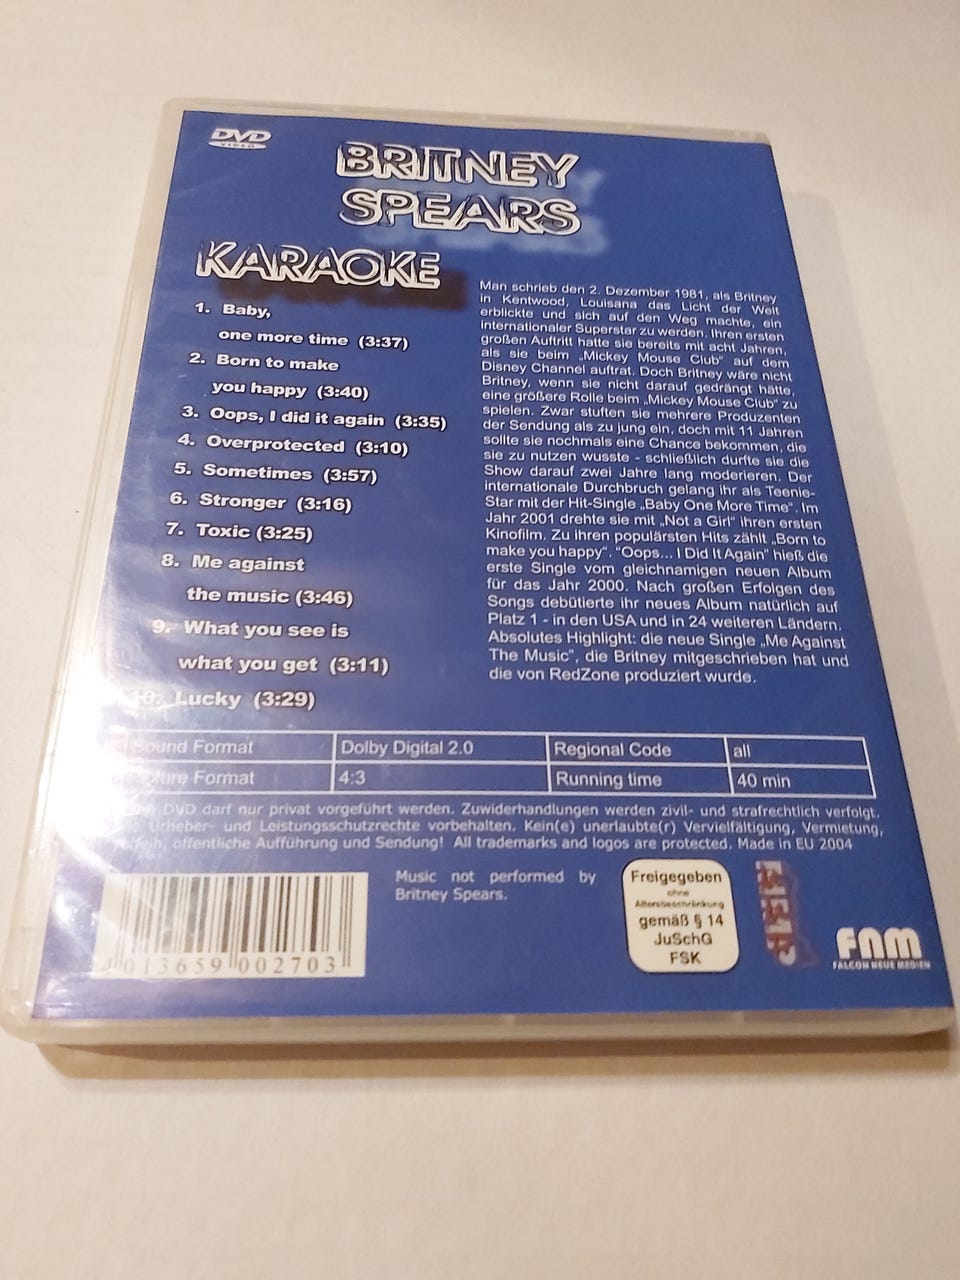 DVD
VIDEO
BRITNEY
SPEARS
KARAOKE
1. Baby,
one more time (3:37)
2. Born to make
you happy (3:40)
3. Oops, I did it again (3:35)
4. Overprotected (3:10)
5. Sometimes (3:57)
6. Stronger (3:16)
7. Toxic (3:25)
8. Me against
the music (3:46)
9. What you see is
what you get (3:11)
10. Lucky (3:29)
Man schrieb den 2. Dezember 1981, als Britney
in Kentwood, Louisana das Licht der Welt
erblickte und sich auf den Weg machte, ein
internationaler Superstar zu werden. Ihren ersten
großen Auftritt hatte sie bereits mit acht Jahren,
als sie beim „Mickey Mouse Club“ auf dem
Disney Channel auftrat. Doch Britney wäre nicht
Britney, wenn sie nicht darauf gedrängt hätte,
eine größere Rolle beim „Mickey Mouse Club“ zu
spielen. Zwar stuften sie mehrere Produzenten
der Sendung als zu jung ein, doch mit 11 Jahren
sollte sie nochmals eine Chance bekommen, die
sie zu nutzen wusste - schließlich durfte sie die
Show darauf zwei Jahre lang moderieren. Der
internationale Durchbruch gelang ihr als Teenie-
Star mit der Hit-Single „Baby One More Time“. Im
Jahr 2001 drehte sie mit „Not a Girl“ ihren ersten
Kinofilm. Zu ihren populärsten Hits zählt „Born to
make you happy“. “Oops... I Did It Again” hieß die
erste Single vom gleichnamigen neuen Album
für das Jahr 2000. Nach großen Erfolgen des
Songs debütierte ihr neues Album natürlich auf
Platz 1 - in den USA und in 24 weiteren Ländern.
Absolutes Highlight: die neue Single „Me Against
The Music“, die Britney mitgeschrieben hat und
die von RedZone produziert wurde.
Sound Format Dolby Digital 2.0 Regional Code all
Picture Format 4:3 Running time 40 min
DVD darf nur privat vorgeführt werden. Zuwiderhandlungen werden zivil- und strafrechtlich verfolgt.
Urheber- und Leistungsschutzrechte vorbehalten. Kein(e) unerlaubte(r) Vervielfältigung, Vermietung,
öffentliche Aufführung und Sendung! All trademarks and logos are protected. Made in EU 2004
Music not performed by
Britney Spears.
Freigegeben
ohne
Altersbeschränkung
gemäß § 14
JuSchG
FSK
4 013659 002703
FNM
FALCON NEUE MEDIEN